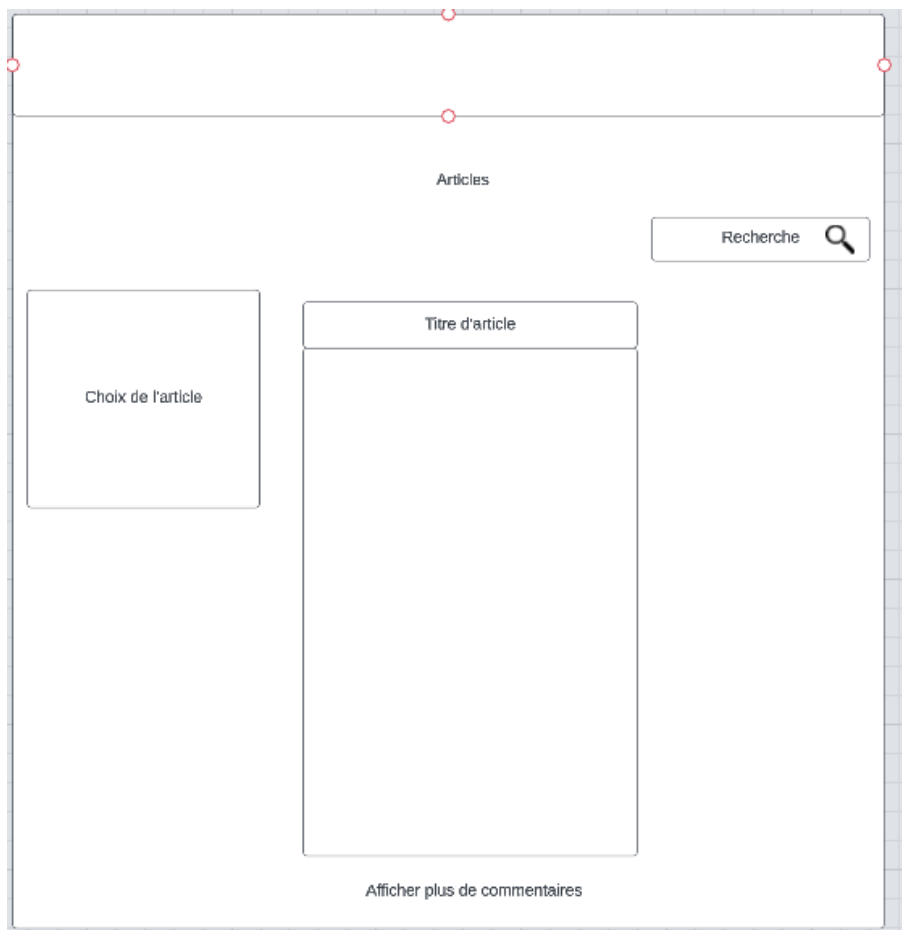 Articles
Recherche
Titre d'article
Choix de l'article
Afficher plus de commentaires